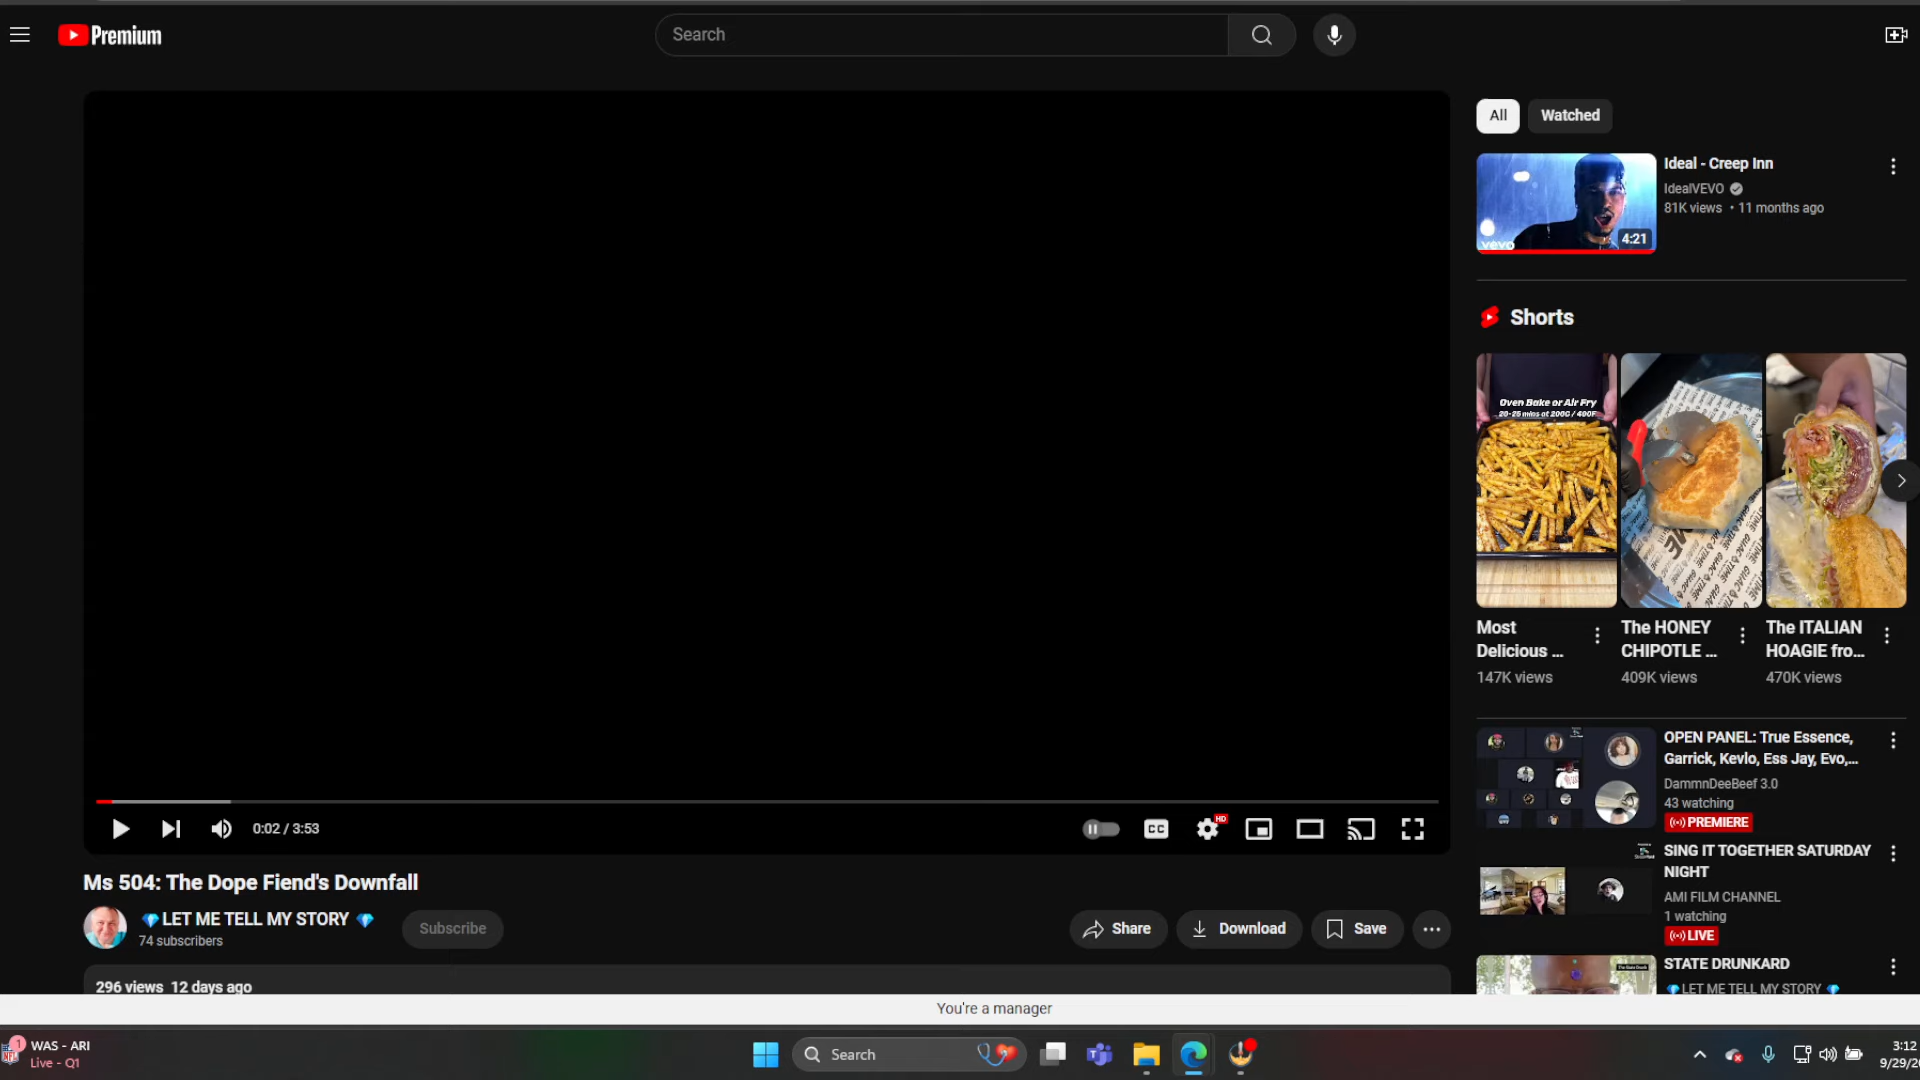 Premium
Search
All
Watched
Ideal - Creep Inn
IdealVEVO
81K views • 11 months ago
vevo
4:21
Shorts
Oven Bake or Air Fry
20-25 mins at 200C / 400F
Most
Delicious ...
147K views
The HONEY
CHIPOTLE ...
409K views
The ITALIAN
HOAGIE fro...
470K views
OPEN PANEL: True Essence,
Garrick, Kevlo, Ess Jay, Evo,...
DammnDeeBeef 3.0
43 watching
PREMIERE
SING IT TOGETHER SATURDAY
NIGHT
AMI FILM CHANNEL
1 watching
LIVE
STATE DRUNKARD
💎LET ME TELL MY STORY 💎
0:02 / 3:53
CC
HD
Ms 504: The Dope Fiend's Downfall
💎LET ME TELL MY STORY 💎
74 subscribers
Subscribe
Share
Download
Save
296 views 12 days ago
You're a manager
1
WAS - ARI
Live - Q1
Search
3:12
9/29/20